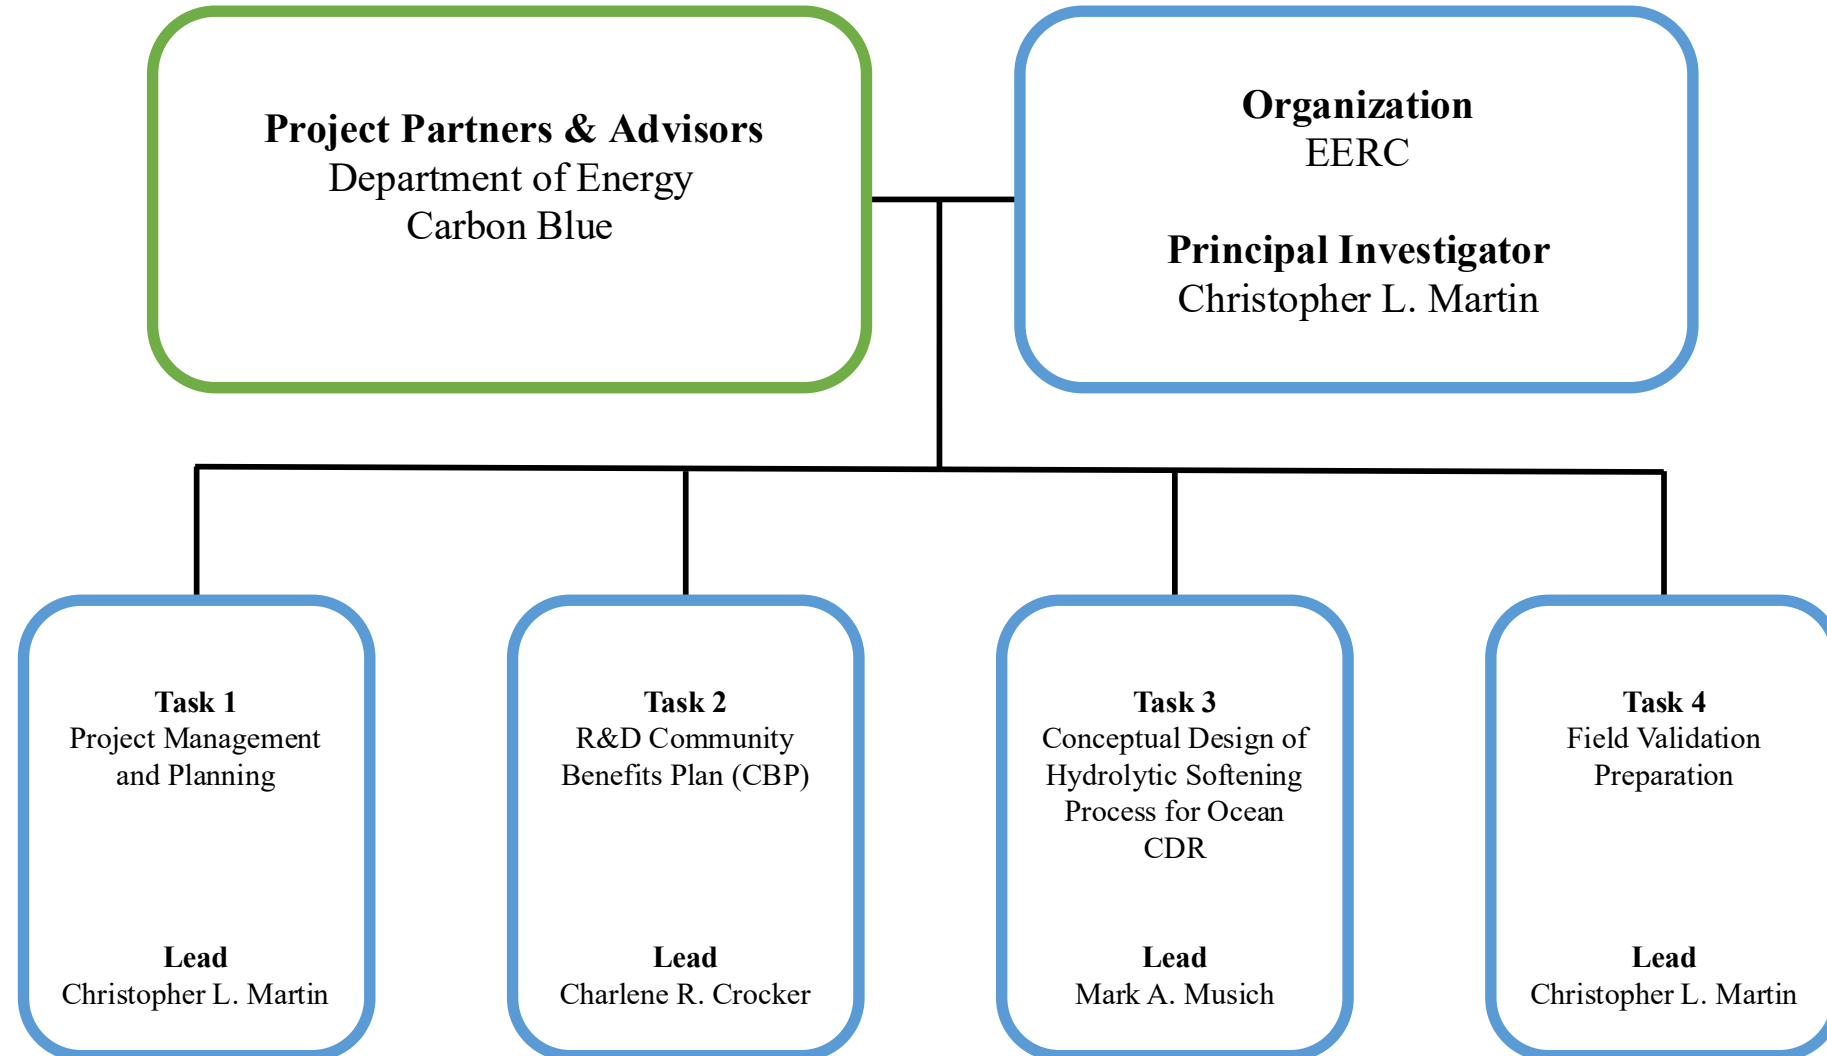 Project Partners & Advisors
Department of Energy
Carbon Blue
Organization
EERC
Principal Investigator
Christopher L. Martin
Task 1
Project Management
and Planning
Lead
Christopher L. Martin
Task 2
R&D Community
Benefits Plan (CBP)
Lead
Charlene R. Crocker
Task 3
Conceptual Design of
Hydrolytic Softening
Process for Ocean
CDR
Lead
Mark A. Musich
Task 4
Field Validation
Preparation
Lead
Christopher L. Martin